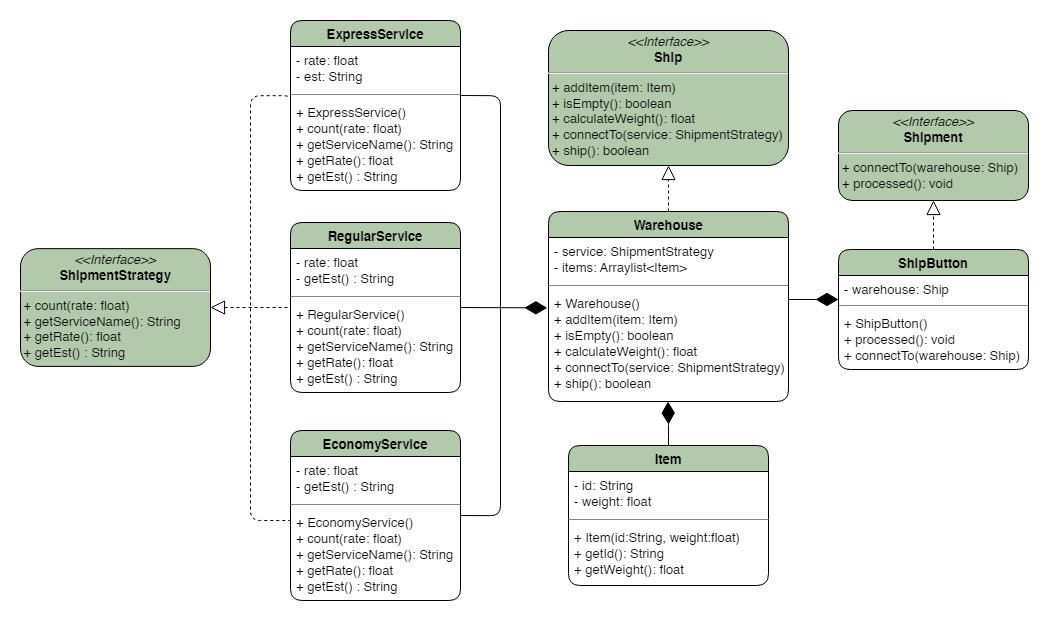 ExpressService
- rate: float
- est: String
+ ExpressService()
+ count(rate: float)
+ getServiceName(): String
+ getRate(): float
+ getEst() : String
<<Interface>>
Ship
+ addItem(item: Item)
+ isEmpty(): boolean
+ calculateWeight(): float
+ connectTo(service: ShipmentStrategy)
+ ship(): boolean
<<Interface>>
Shipment
+ connectTo(warehouse: Ship)
+ processed(): void
<<Interface>>
ShipmentStrategy
+ count(rate: float)
+ getServiceName(): String
+ getRate(): float
+ getEst() : String
RegularService
- rate: float
- getEst() : String
+ RegularService()
+ count(rate: float)
+ getServiceName(): String
+ getRate(): float
+ getEst() : String
Warehouse
- service: ShipmentStrategy
- items: Arraylist<Item>
+ Warehouse()
+ addItem(item: Item)
+ isEmpty(): boolean
+ calculateWeight(): float
+ connectTo(service: ShipmentStrategy)
+ ship(): boolean
ShipButton
- warehouse: Ship
+ ShipButton()
+ processed(): void
+ connectTo(warehouse: Ship)
EconomyService
- rate: float
- getEst() : String
+ EconomyService()
+ count(rate: float)
+ getServiceName(): String
+ getRate(): float
+ getEst() : String
Item
- id: String
- weight: float
+ Item(id:String, weight:float)
+ getId(): String
+ getWeight(): float